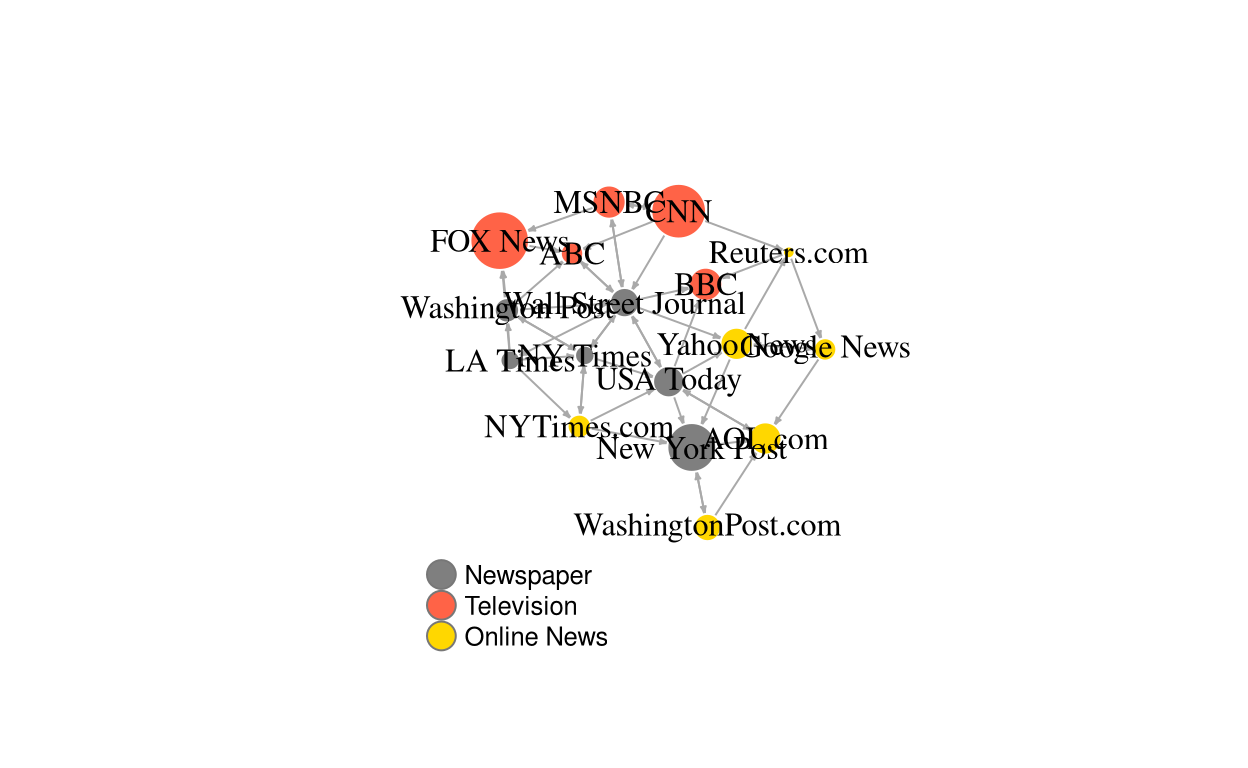 MSNBC
CNN
FOX News
ABC
Reuters.com
BBC
Washington Post
Wall Street Journal
Yahoo News
Google News
NY Times
LA Times
USA Today
NYTimes.com
AOL.com
New York Post
WashingtonPost.com
Newspaper
Television
Online News